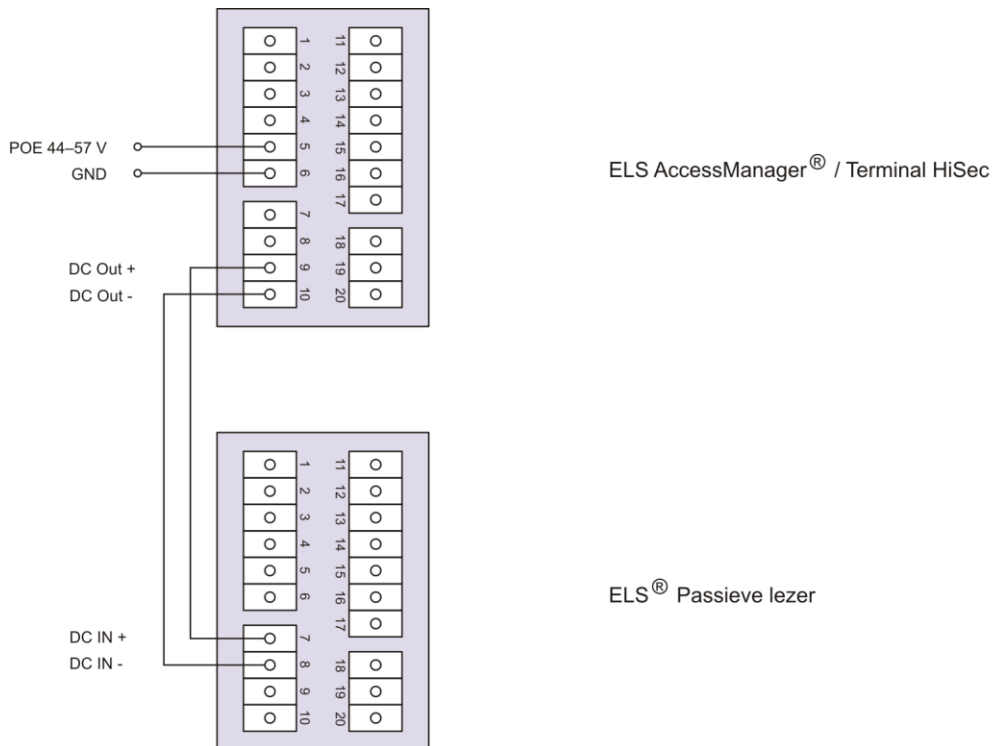 1 11
2 12
3 13
4 14
POE 44–57 V 5 15
GND 6 16
17
ELS AccessManager® / Terminal HiSec
7
8 18
DC Out + 9 19
DC Out - 10 20
1 11
2 12
3 13
4 14
5 15
6 16
17
ELS® Passieve lezer
DC IN + 7
DC IN - 8 18
9 19
10 20